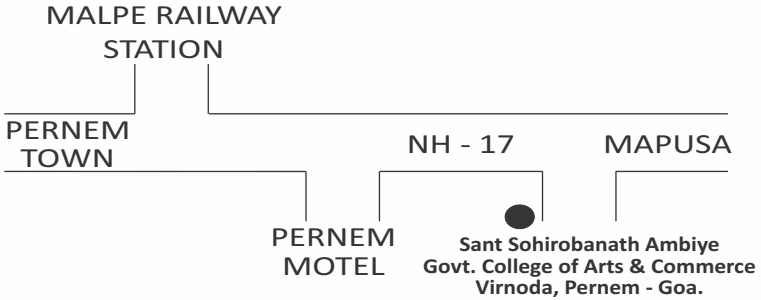 MALPE RAILWAY
STATION
PERNEM
TOWN
NH - 17
MAPUSA
PERNEM
MOTEL
Sant Sohirobanath Ambiye
Govt. College of Arts & Commerce
Virnoda, Pernem - Goa.